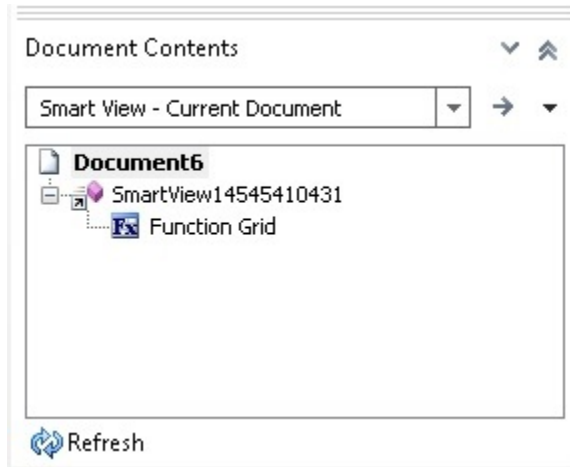 Document Contents
Smart View - Current Document
Document6
SmartView14545410431
Fx Function Grid
Refresh